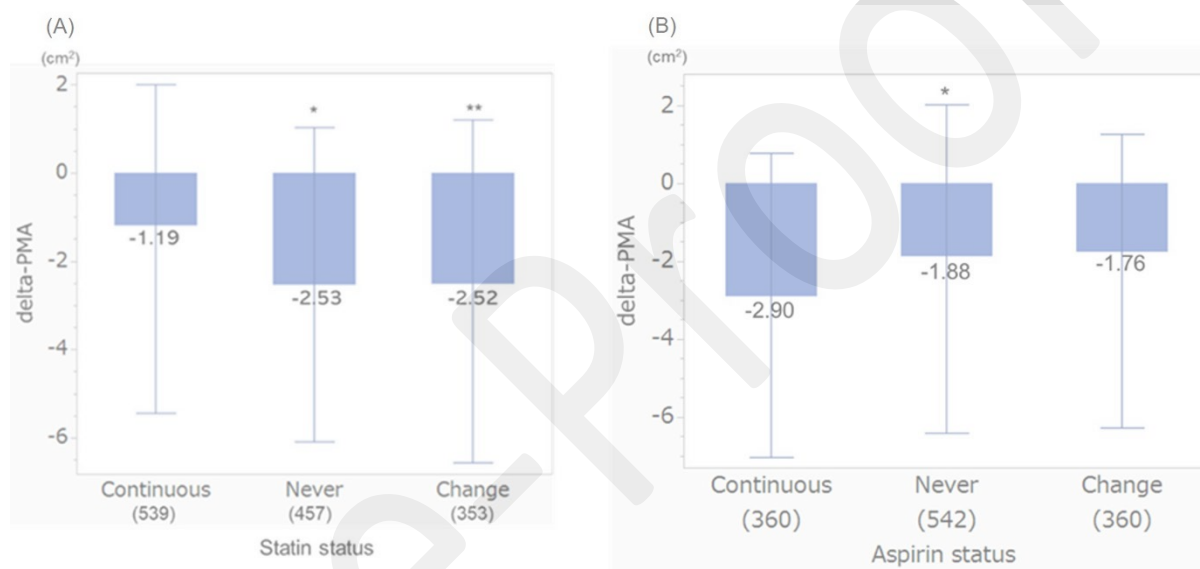 (A)
(cm²)
2
0
-2
-4
-6
delta-PMA
*
**
-1.19
-2.53
-2.52
Continuous Never Change
(539) (457) (353)
Statin status
(B)
(cm²)
2
0
-2
-4
-6
delta-PMA
*
-2.90
-1.88
-1.76
Continuous Never Change
(360) (542) (360)
Aspirin status
e-Proof